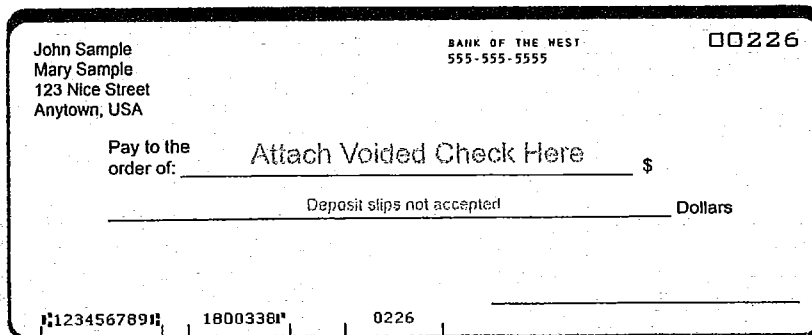 John Sample
Mary Sample
123 Nice Street
Anytown, USA
BANK OF THE WEST
555-555-5555
00226
Pay to the
order of: Attach Voided Check Here $
Deposit slips not accepted Dollars
⑆123456789⑆ 1800338⑈ 0226